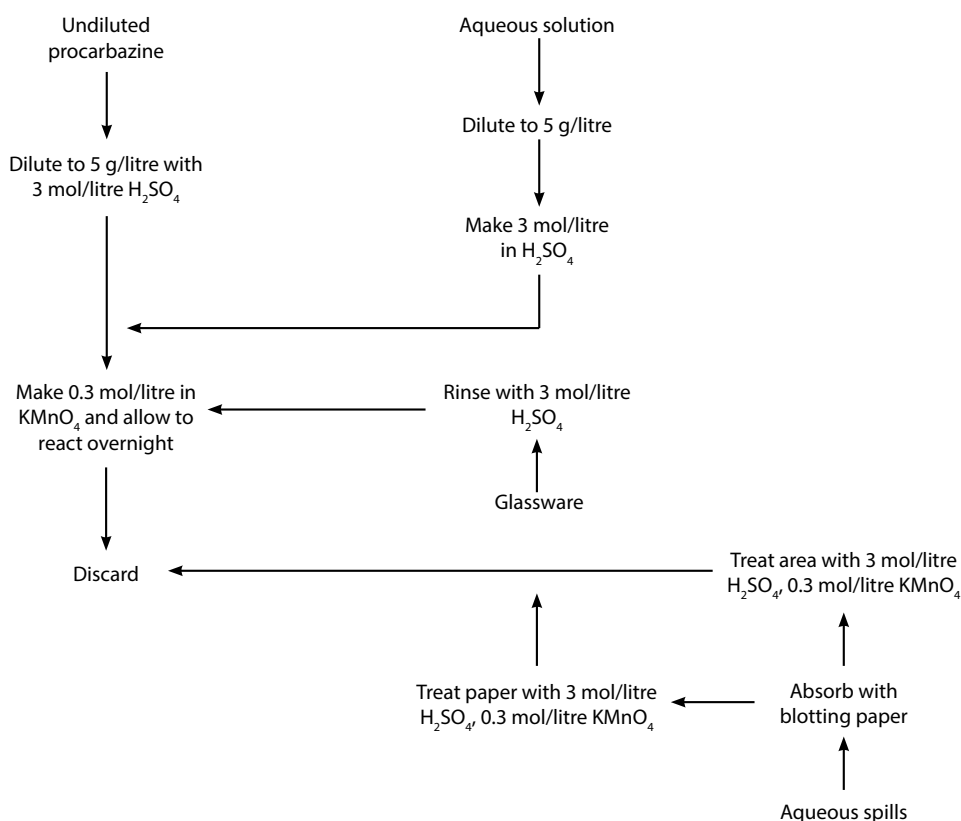 Undiluted
procarbazine
Aqueous solution
Dilute to 5 g/litre
Dilute to 5 g/litre with
3 mol/litre H₂SO₄
Make 3 mol/litre
in H₂SO₄
Make 0.3 mol/litre in
KMnO₄ and allow to
react overnight
Rinse with 3 mol/litre
H₂SO₄
Glassware
Discard
Treat area with 3 mol/litre
H₂SO₄, 0.3 mol/litre KMnO₄
Treat paper with 3 mol/litre
H₂SO₄, 0.3 mol/litre KMnO₄
Absorb with
blotting paper
Aqueous spills